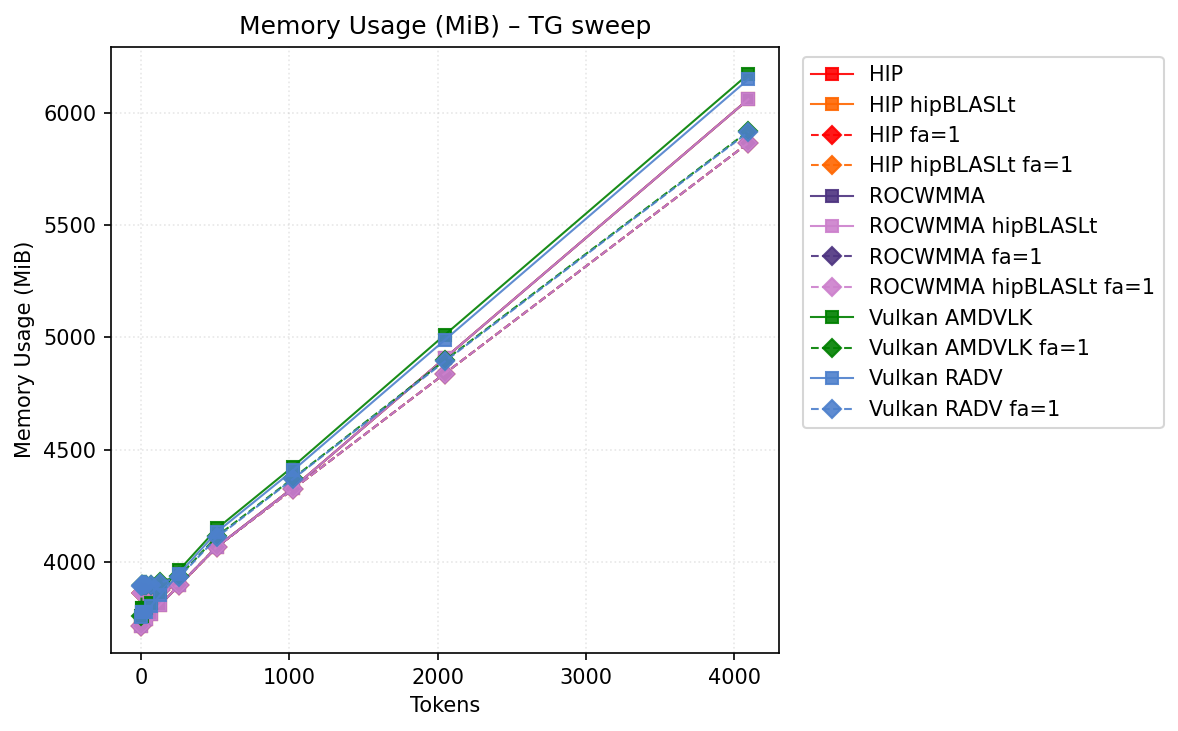 Memory Usage (MiB) – TG sweep
Memory Usage (MiB)
6000
5500
5000
4500
4000
0
1000
2000
3000
4000
Tokens
HIP
HIP hipBLASLt
HIP fa=1
HIP hipBLASLt fa=1
ROCWMMA
ROCWMMA hipBLASLt
ROCWMMA fa=1
ROCWMMA hipBLASLt fa=1
Vulkan AMDVLK
Vulkan AMDVLK fa=1
Vulkan RADV
Vulkan RADV fa=1